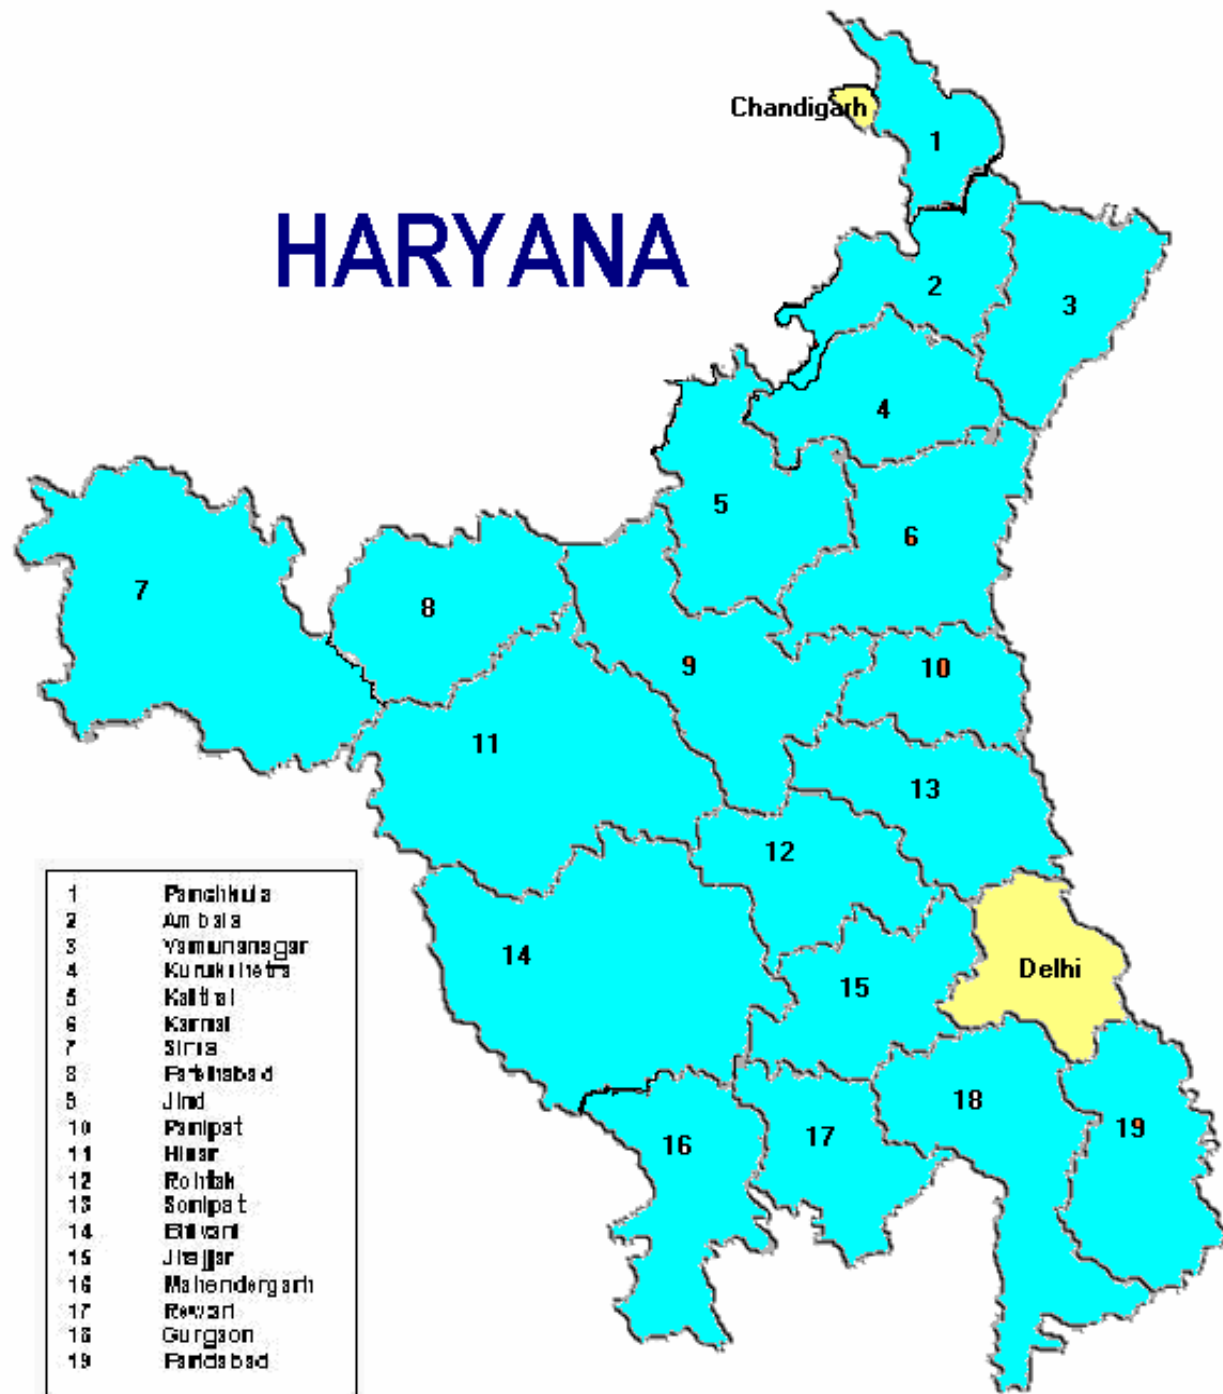 Chandigarh
1
HARYANA
2
3
4
5
6
7
8
9
10
11
13
12
14
Delhi
15
18
19
17
16
1 Panchkula
2 Ambala
3 Yamunanagar
4 Kurukshetra
5 Kaithal
6 Karnal
7 Sirsa
8 Fatehabad
9 Jind
10 Panipat
11 Hisar
12 Rohtak
13 Sonipat
14 Bhiwani
15 Jhajjar
16 Mahendergarh
17 Rewari
18 Gurgaon
19 Faridabad